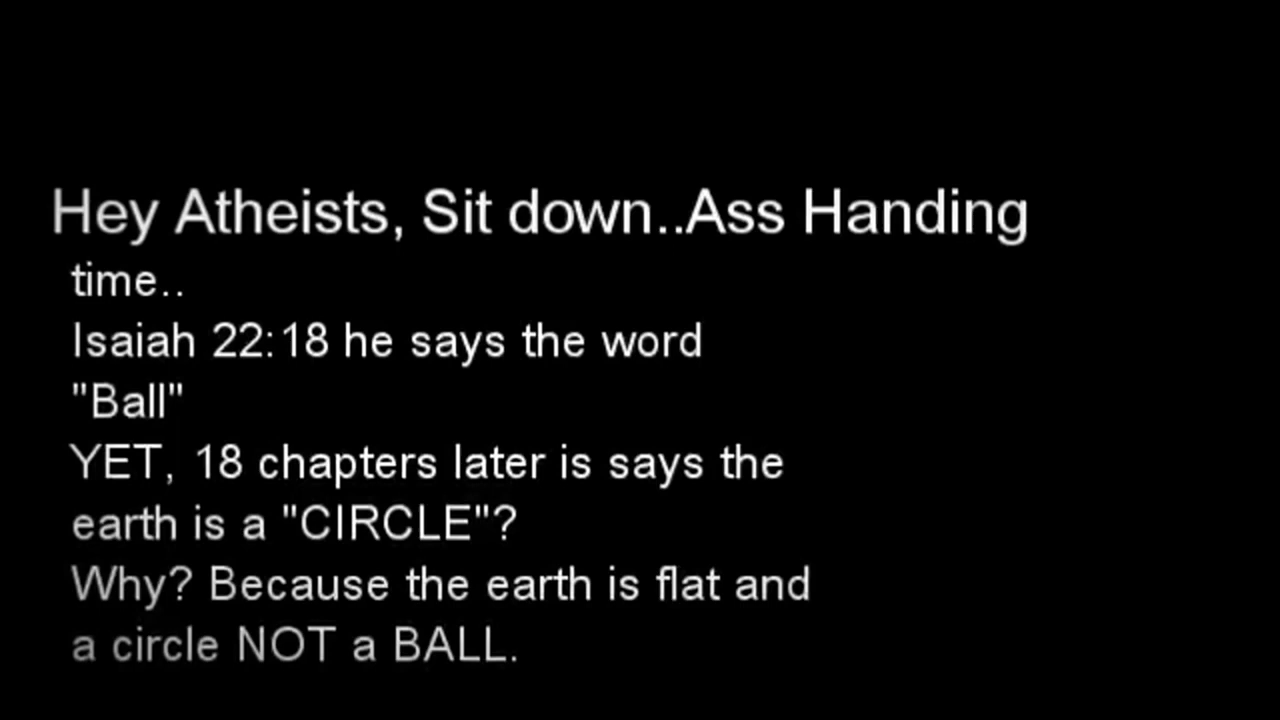 Hey Atheists, Sit down..Ass Handing
time..
Isaiah 22:18 he says the word
"Ball"
YET, 18 chapters later is says the
earth is a "CIRCLE"?
Why? Because the earth is flat and
a circle NOT a BALL.